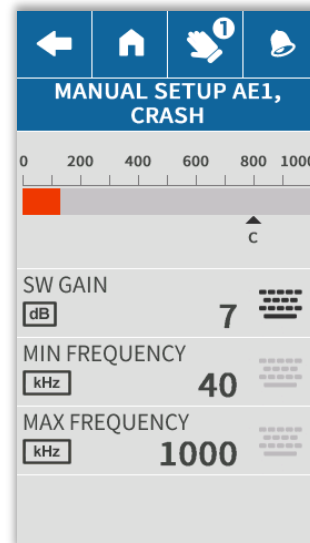 1
MANUAL SETUP AE1,
CRASH
0 200 400 600 800 1000
C
SW GAIN
dB 7
MIN FREQUENCY
kHz 40
MAX FREQUENCY
kHz 1000